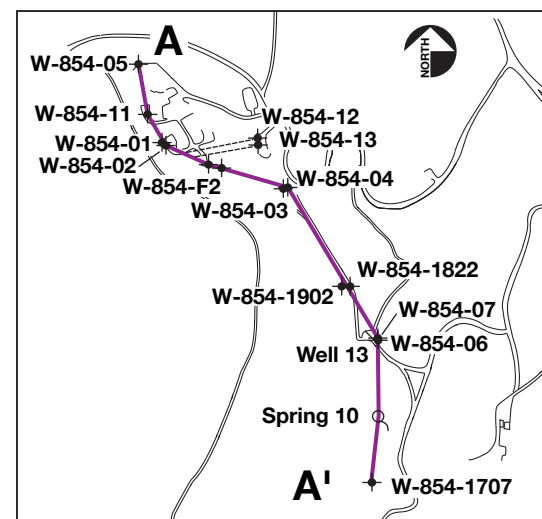 A
NORTH
W-854-05
W-854-11
W-854-12
W-854-13
W-854-01
W-854-02
W-854-F2
W-854-04
W-854-03
W-854-1822
W-854-1902
W-854-07
W-854-06
Well 13
Spring 10
A'
W-854-1707